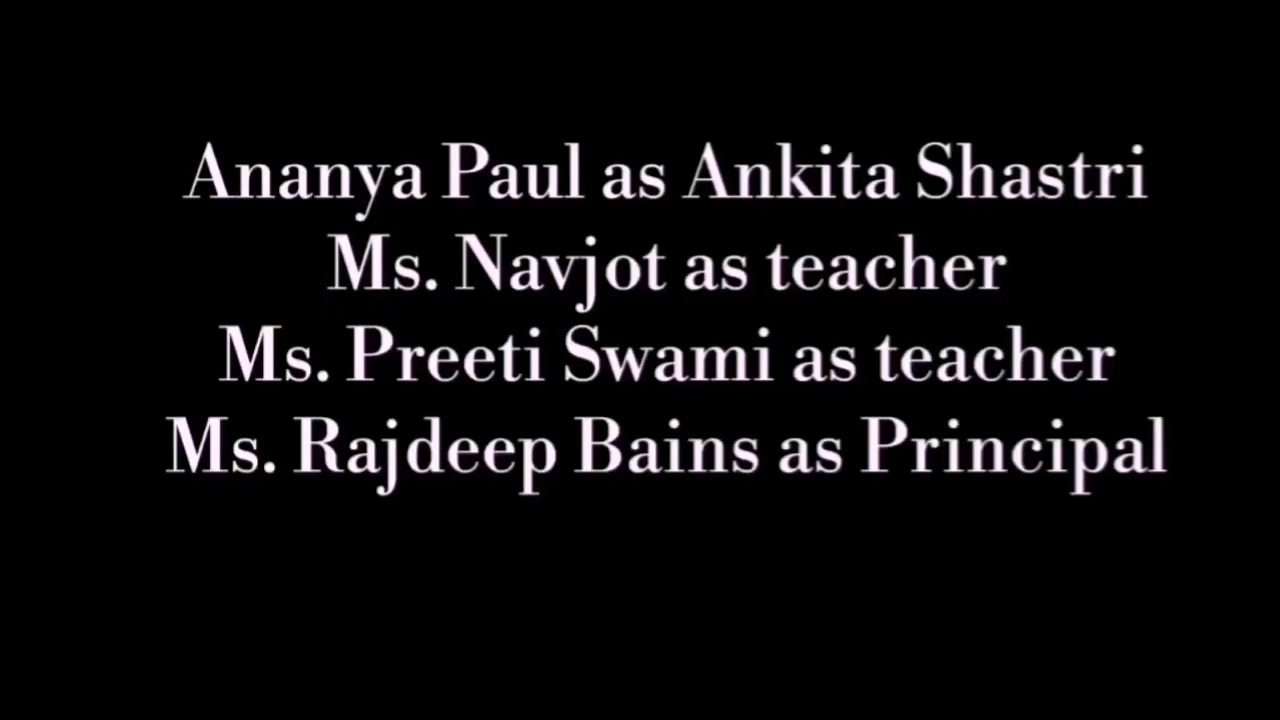 Ananya Paul as Ankita Shastri
Ms. Navjot as teacher
Ms. Preeti Swami as teacher
Ms. Rajdeep Bains as Principal